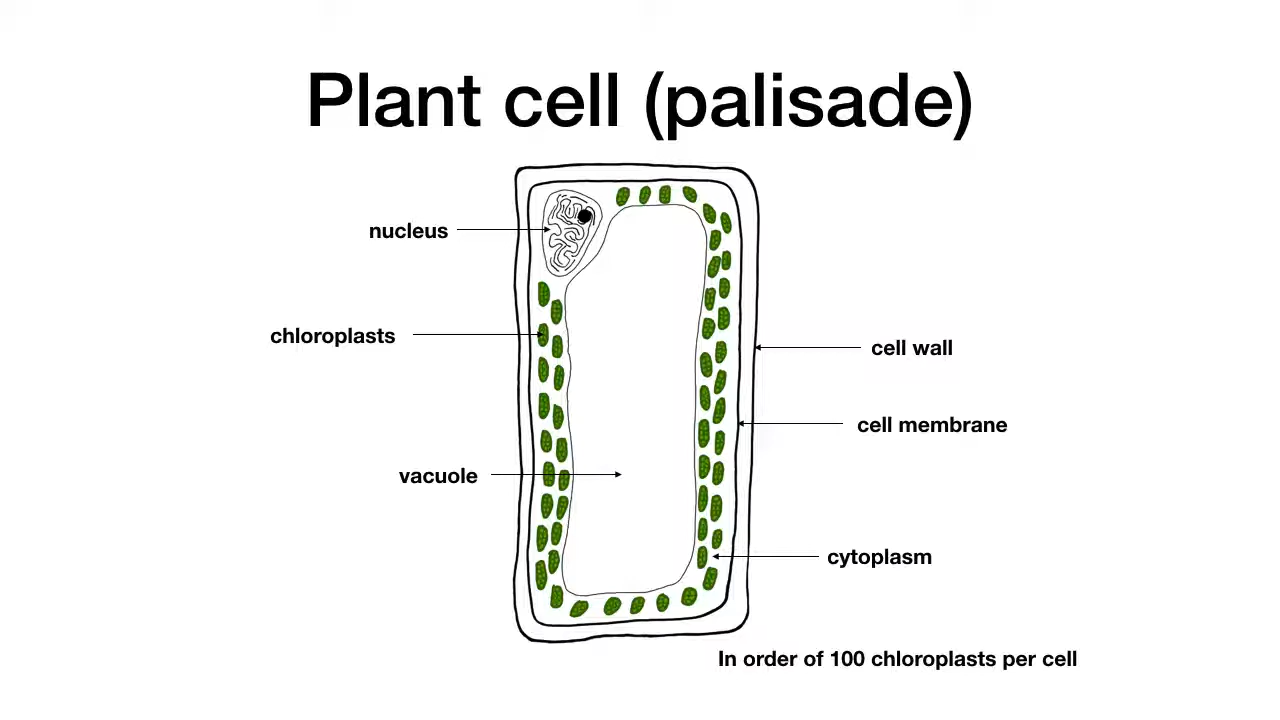 Plant cell (palisade)
nucleus
chloroplasts
cell wall
cell membrane
vacuole
cytoplasm
In order of 100 chloroplasts per cell